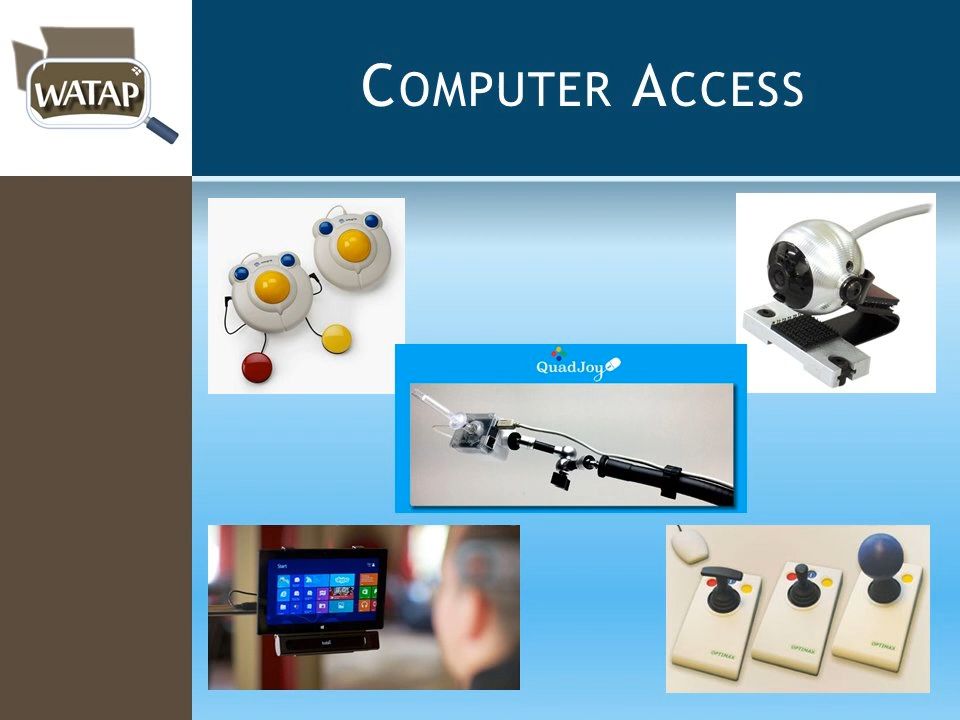 WATAP
COMPUTER ACCESS
QuadJoy
Start
OPTIMAX
OPTIMAX
OPTIMAX